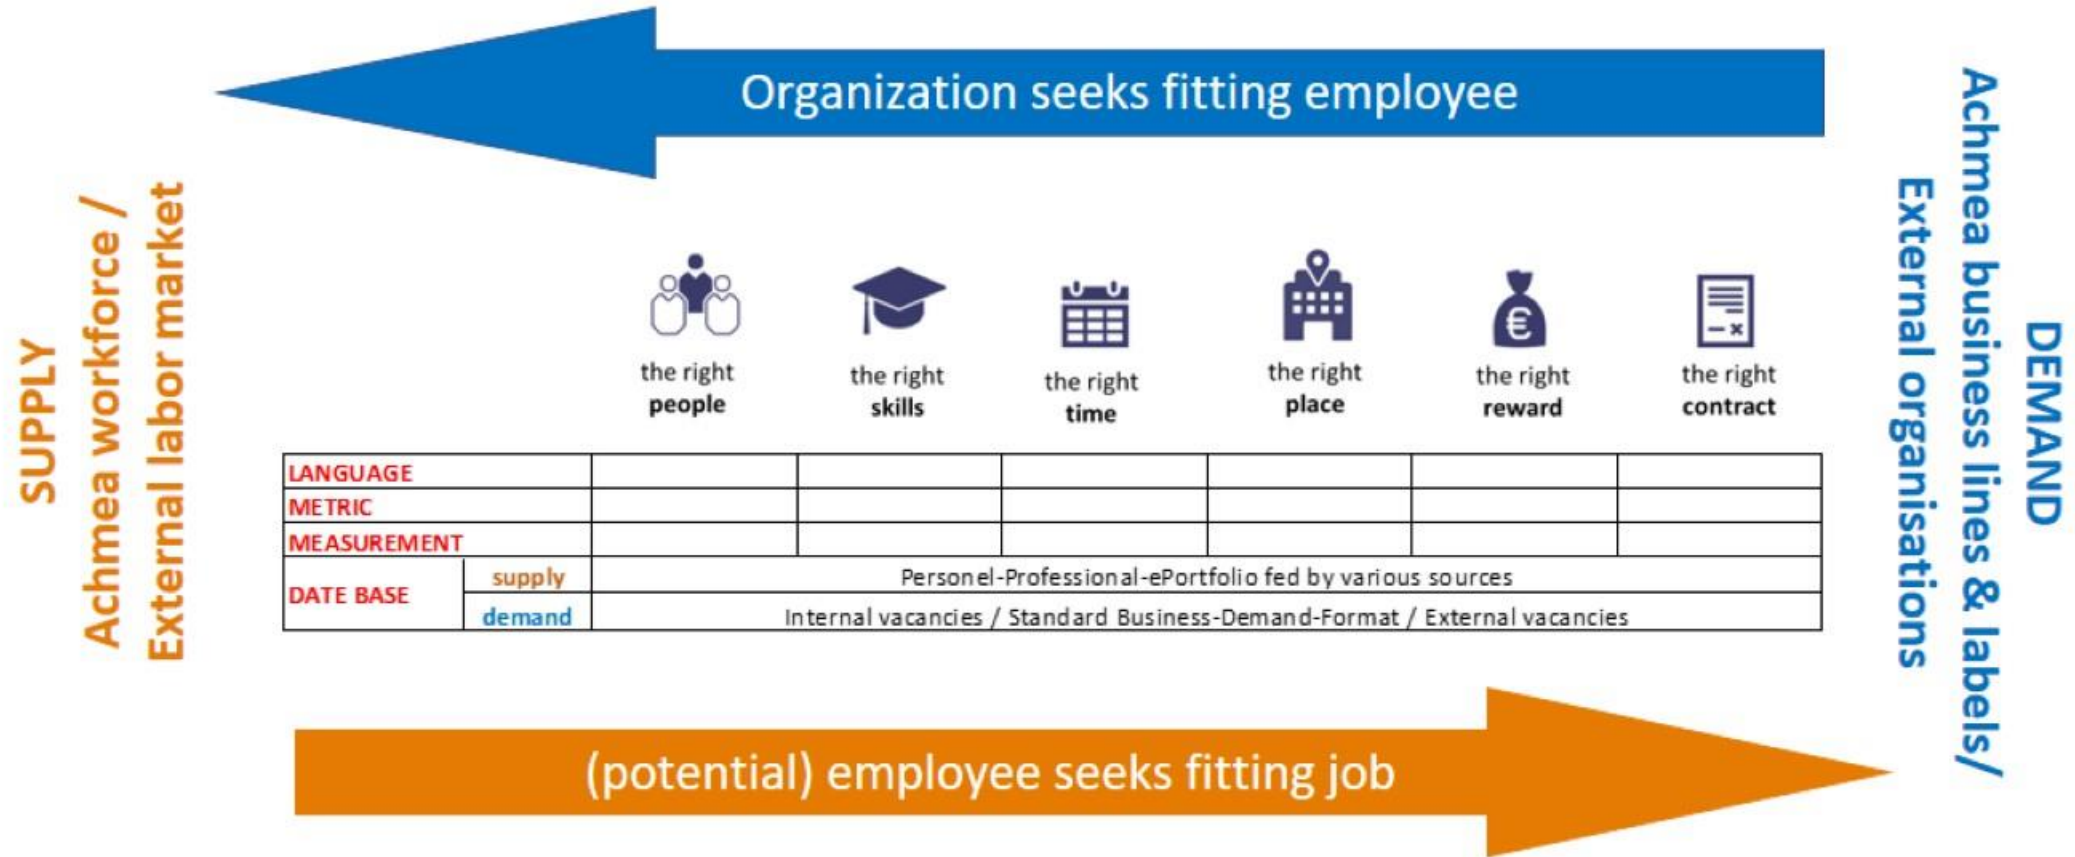 Organization seeks fitting employee
SUPPLY
Achmea workforce /
External labor market
DEMAND
Achmea business lines & labels/
External organisations
the right
people
the right
skills
the right
time
the right
place
the right
reward
the right
contract
LANGUAGE
METRIC
MEASUREMENT
DATE BASE
supply
Personel-Professional-ePortfolio fed by various sources
demand
Internal vacancies / Standard Business-Demand-Format / External vacancies
(potential) employee seeks fitting job